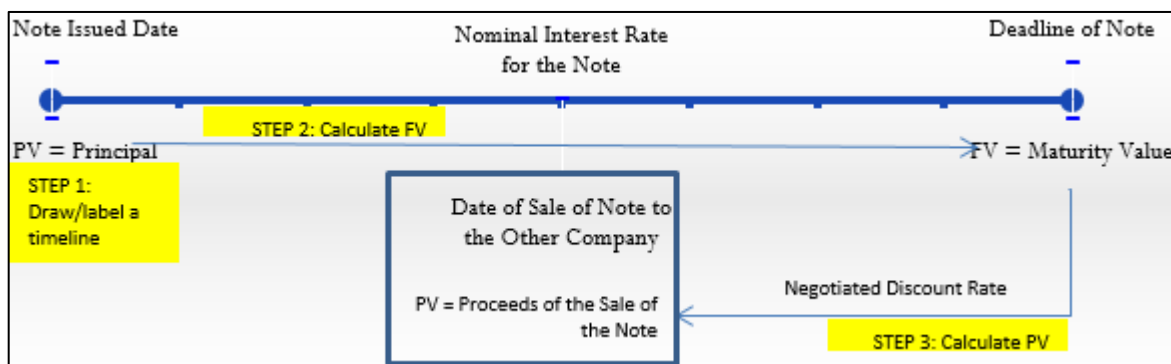 Note Issued Date
Nominal Interest Rate
for the Note
Deadline of Note
STEP 2: Calculate FV
PV = Principal
FV = Maturity Value
STEP 1:
Draw/label a
timeline
Date of Sale of Note to
the Other Company
PV = Proceeds of the Sale of
the Note
Negotiated Discount Rate
STEP 3: Calculate PV